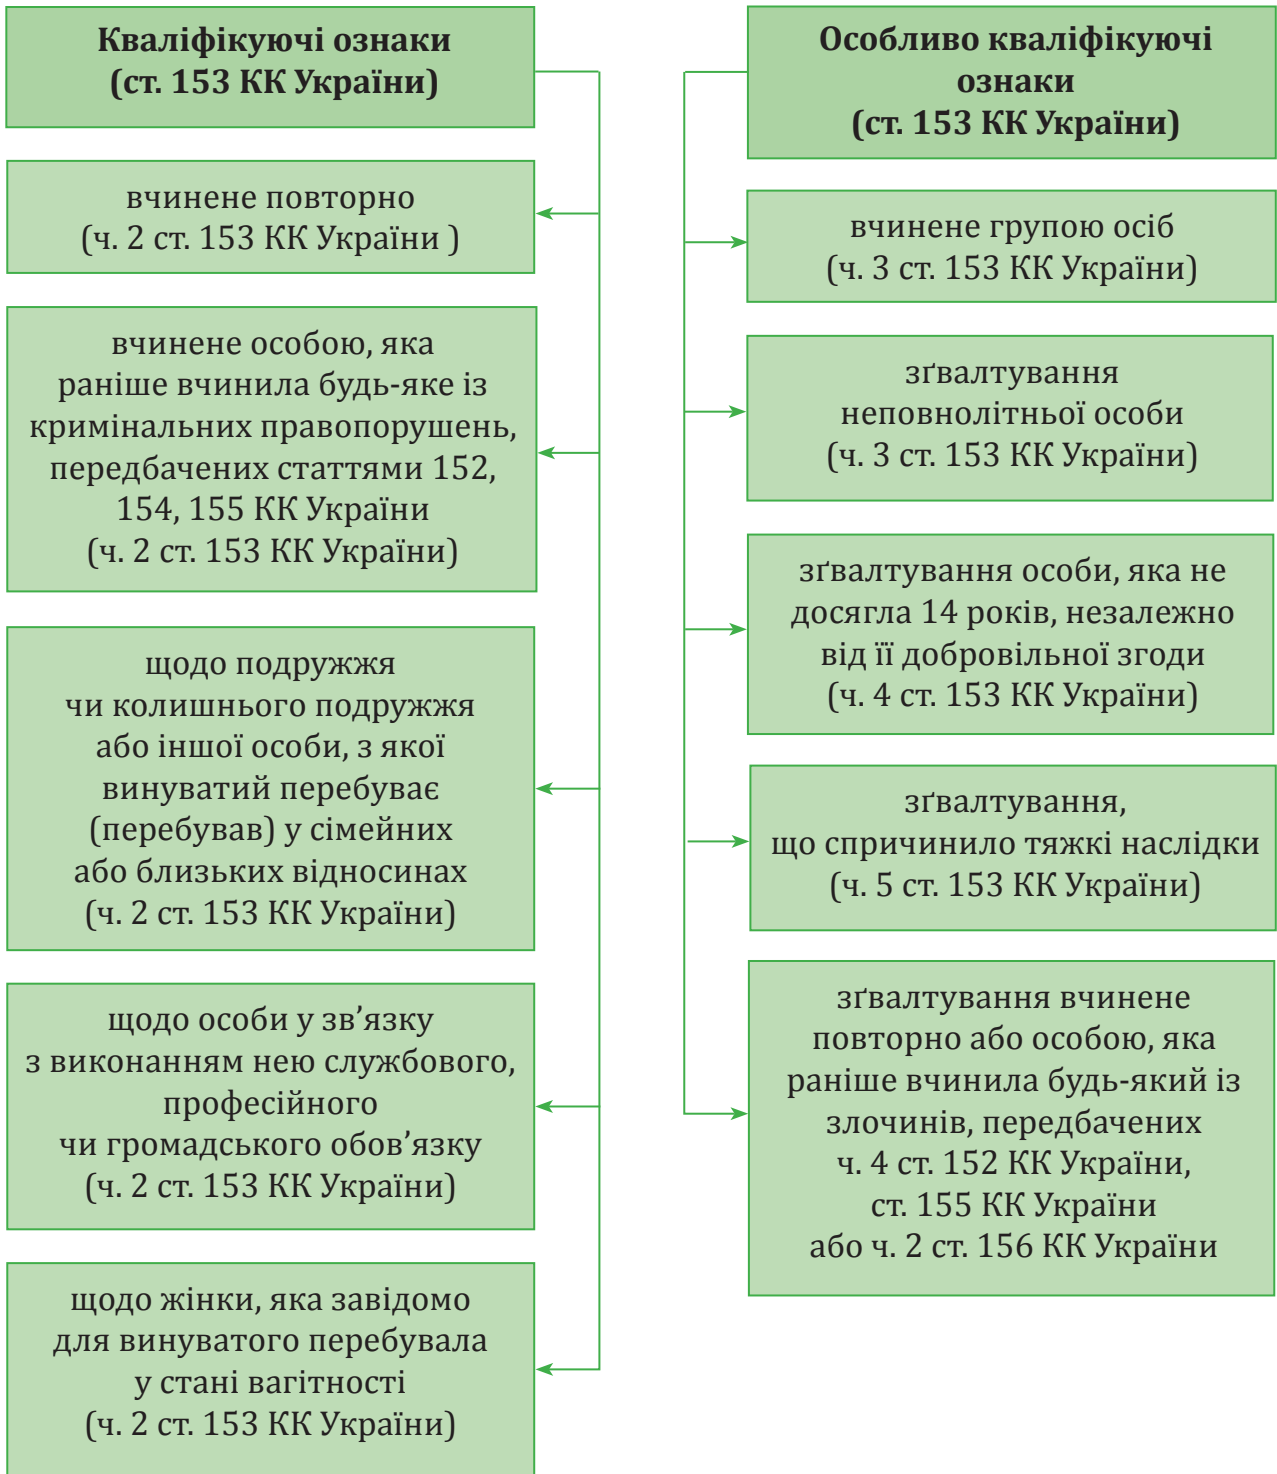 Кваліфікуючі ознаки
(ст. 153 КК України)
вчинене повторно
(ч. 2 ст. 153 КК України )
вчинене особою, яка
раніше вчинила будь-яке із
кримінальних правопорушень,
передбачених статтями 152,
154, 155 КК України
(ч. 2 ст. 153 КК України)
щодо подружжя
чи колишнього подружжя
або іншої особи, з якої
винуватий перебуває
(перебував) у сімейних
або близьких відносинах
(ч. 2 ст. 153 КК України)
щодо особи у зв’язку
з виконанням нею службового,
професійного
чи громадського обов’язку
(ч. 2 ст. 153 КК України)
щодо жінки, яка завідомо
для винуватого перебувала
у стані вагітності
(ч. 2 ст. 153 КК України)
Особливо кваліфікуючі
ознаки
(ст. 153 КК України)
вчинене групою осіб
(ч. 3 ст. 153 КК України)
зґвалтування
неповнолітньої особи
(ч. 3 ст. 153 КК України)
зґвалтування особи, яка не
досягла 14 років, незалежно
від її добровільної згоди
(ч. 4 ст. 153 КК України)
зґвалтування,
що спричинило тяжкі наслідки
(ч. 5 ст. 153 КК України)
зґвалтування вчинене
повторно або особою, яка
раніше вчинила будь-який із
злочинів, передбачених
ч. 4 ст. 152 КК України,
ст. 155 КК України
або ч. 2 ст. 156 КК України